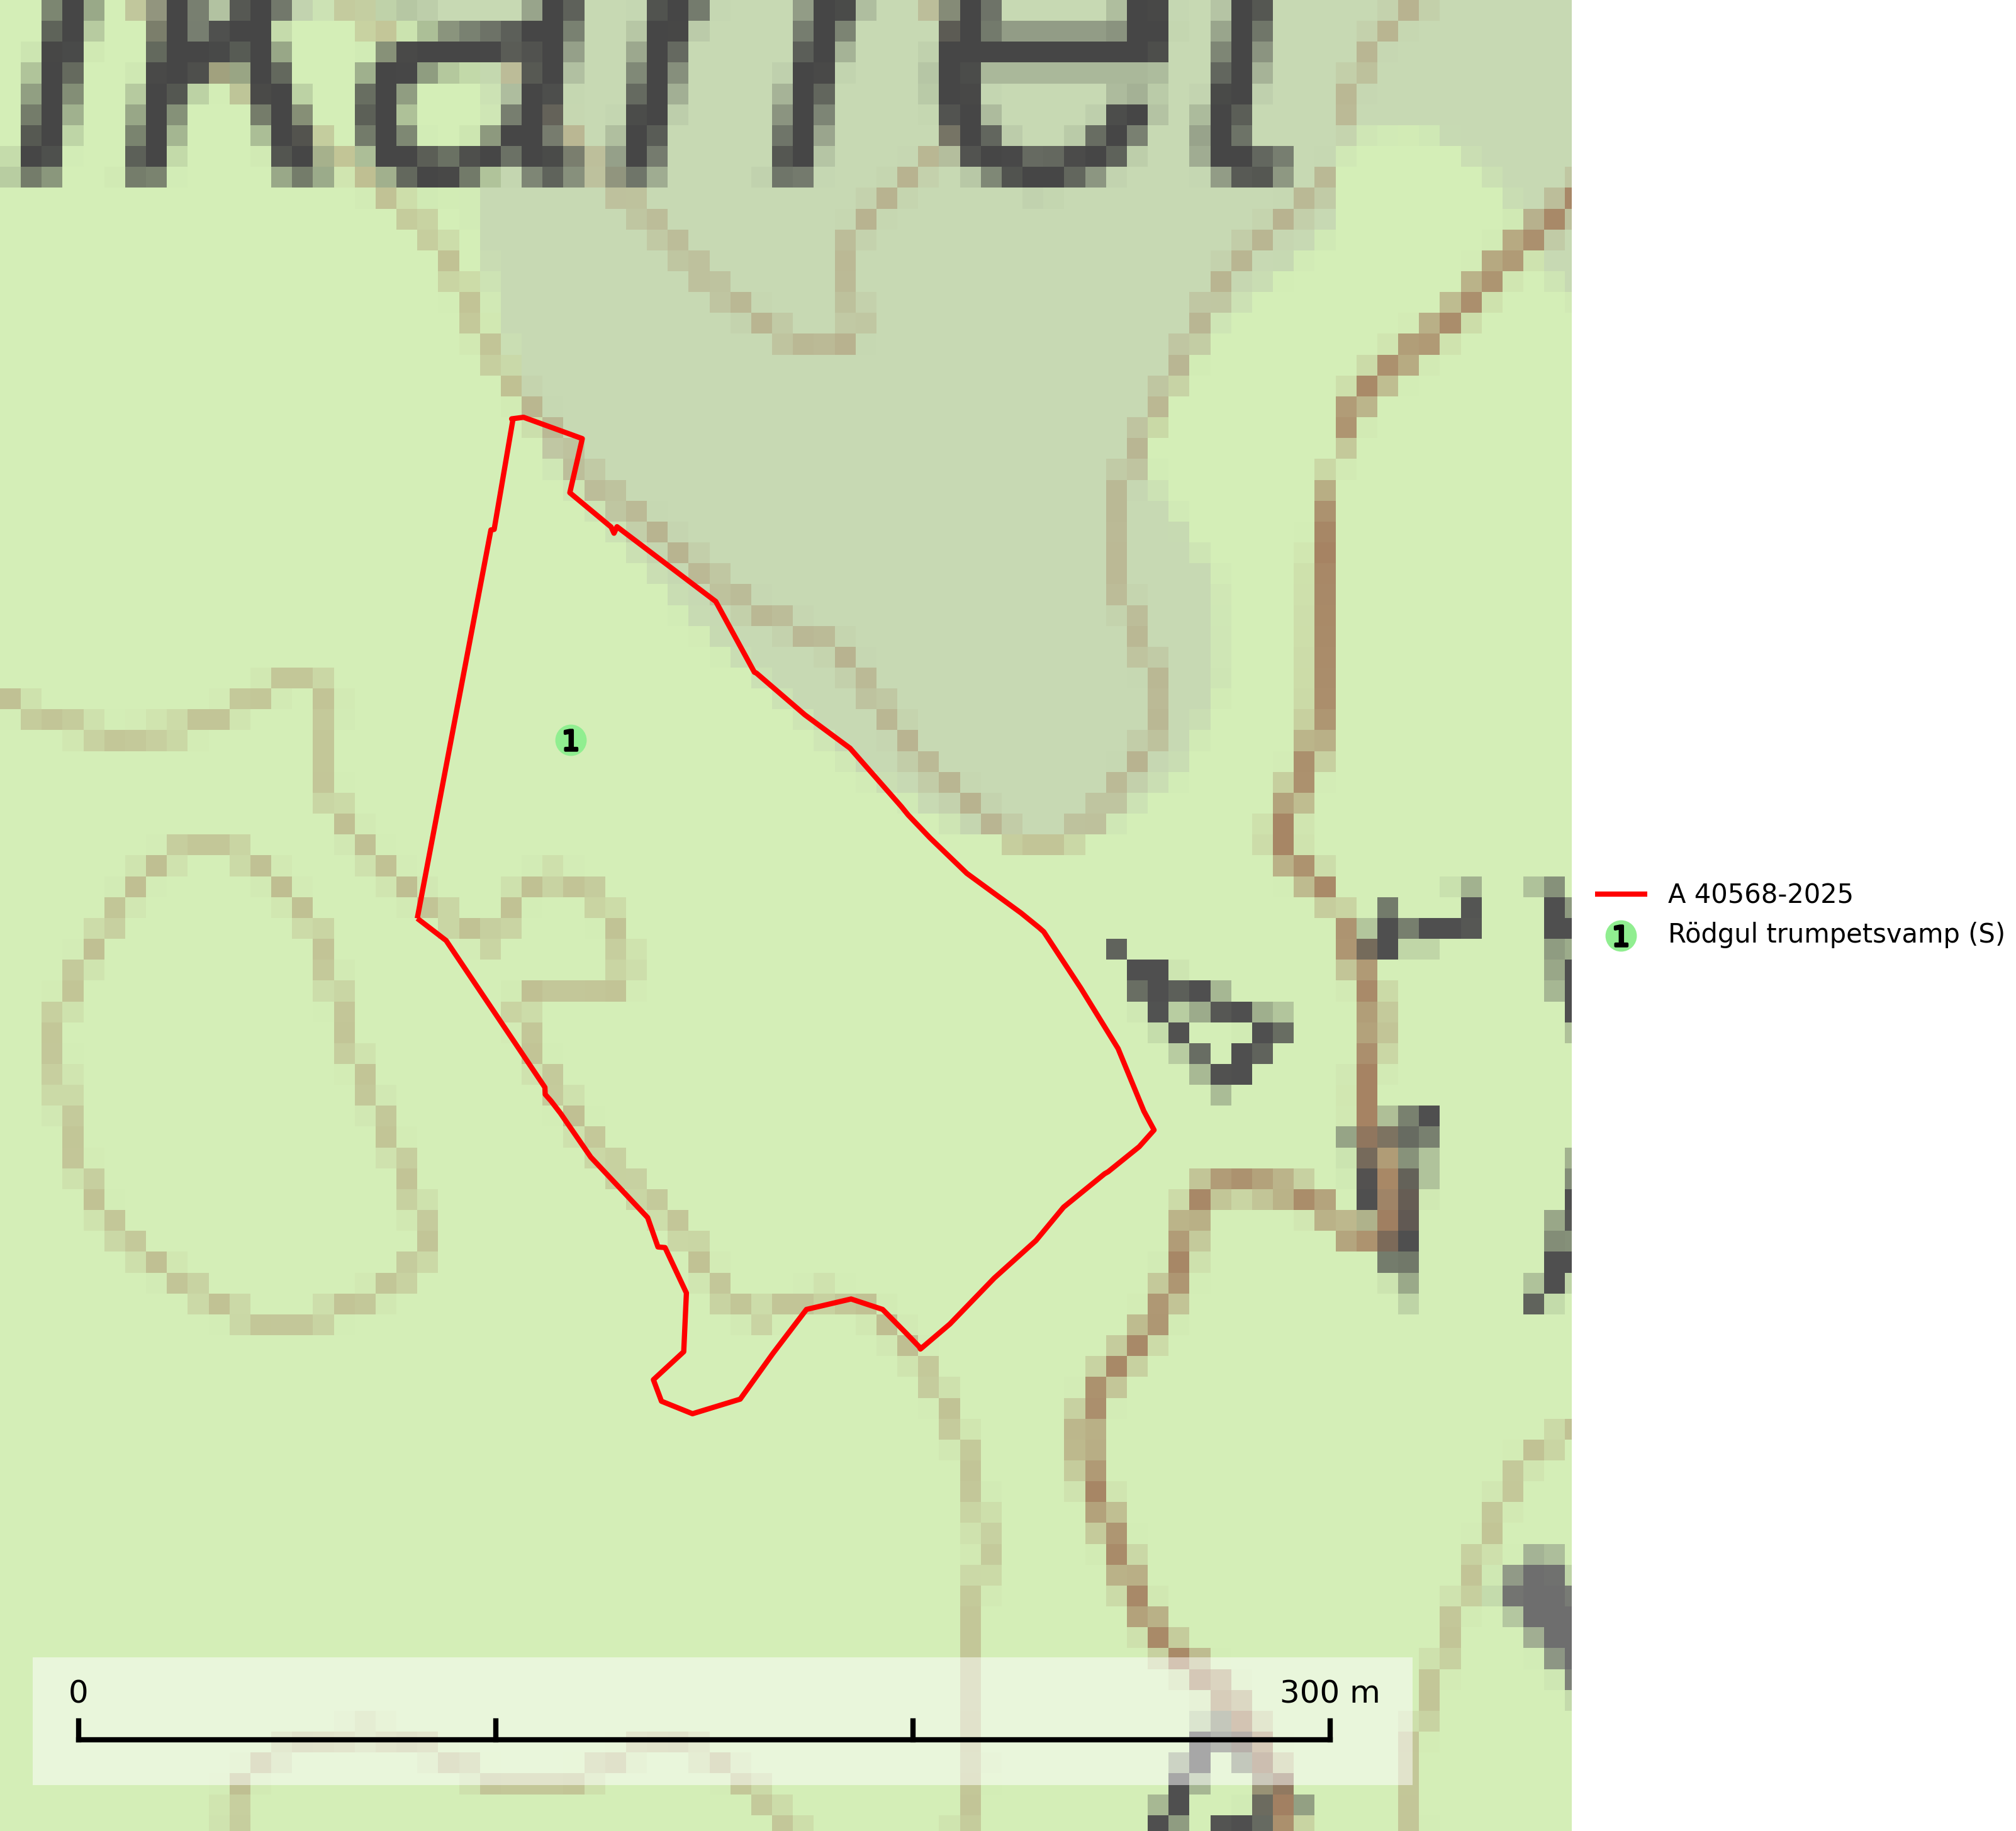 1
A 40568-2025
1 Rödgul trumpetsvamp (S)
0 300 m